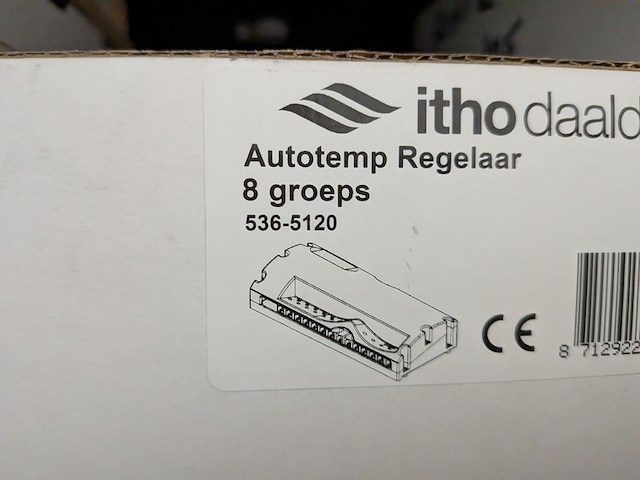 itho daald
Autotemp Regelaar
8 groeps
536-5120
CE
8 712922